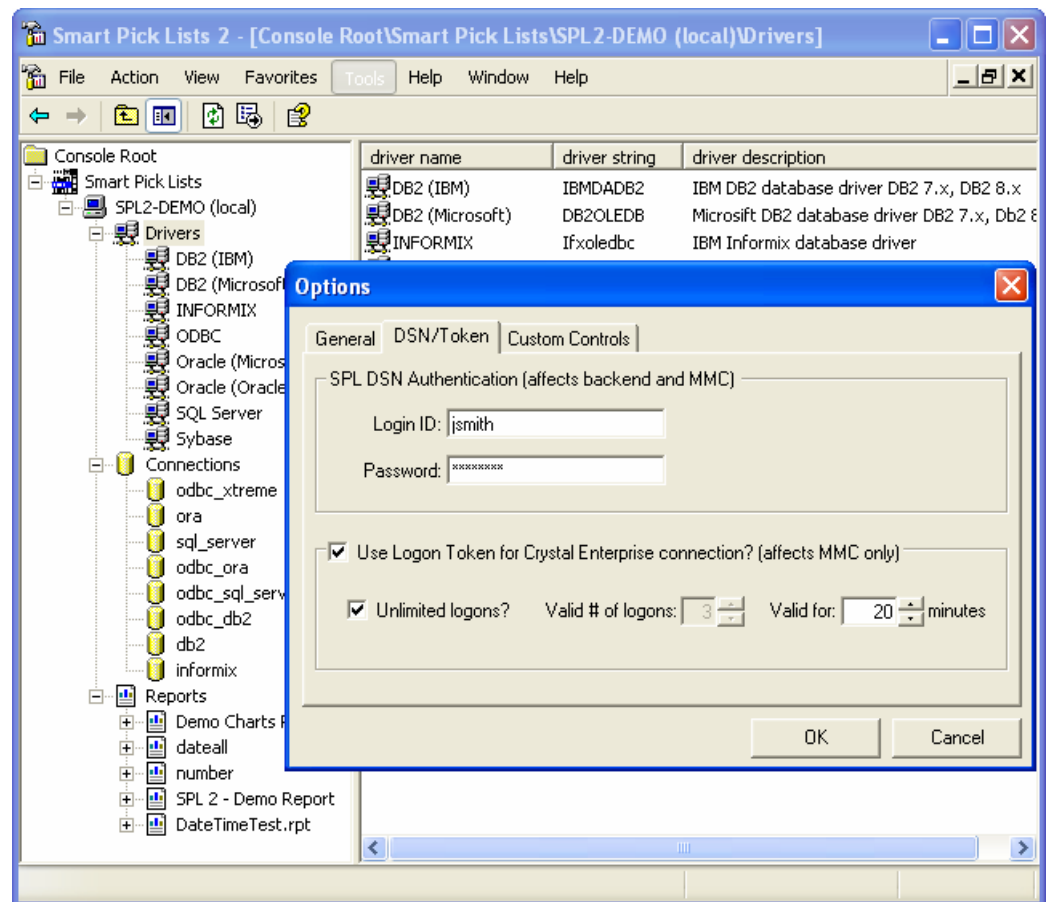 Smart Pick Lists 2 - [Console Root\Smart Pick Lists\SPL2-DEMO (local)\Drivers]
File Action View Favorites Tools Help Window Help
Console Root
Smart Pick Lists
SPL2-DEMO (local)
Drivers
DB2 (IBM)
DB2 (Microsof
INFORMIX
ODBC
Oracle (Micros
Oracle (Oracle
SQL Server
Sybase
Connections
odbc_xtreme
ora
sql_server
odbc_ora
odbc_sql_serv
odbc_db2
db2
informix
Reports
Demo Charts
dateall
number
SPL 2 - Demo Report
DateTimeTest.rpt
driver name driver string driver description
DB2 (IBM) IBMDADB2 IBM DB2 database driver DB2 7.x, DB2 8.x
DB2 (Microsoft) DB2OLEDB Microsift DB2 database driver DB2 7.x, Db2 8
INFORMIX Ifxoledbc IBM Informix database driver
Options
General DSN/Token Custom Controls
SPL DSN Authentication (affects backend and MMC)
Login ID: jsmith
Password: ********
Use Logon Token for Crystal Enterprise connection? (affects MMC only)
Unlimited logons? Valid # of logons: 3 Valid for: 20 minutes
OK Cancel